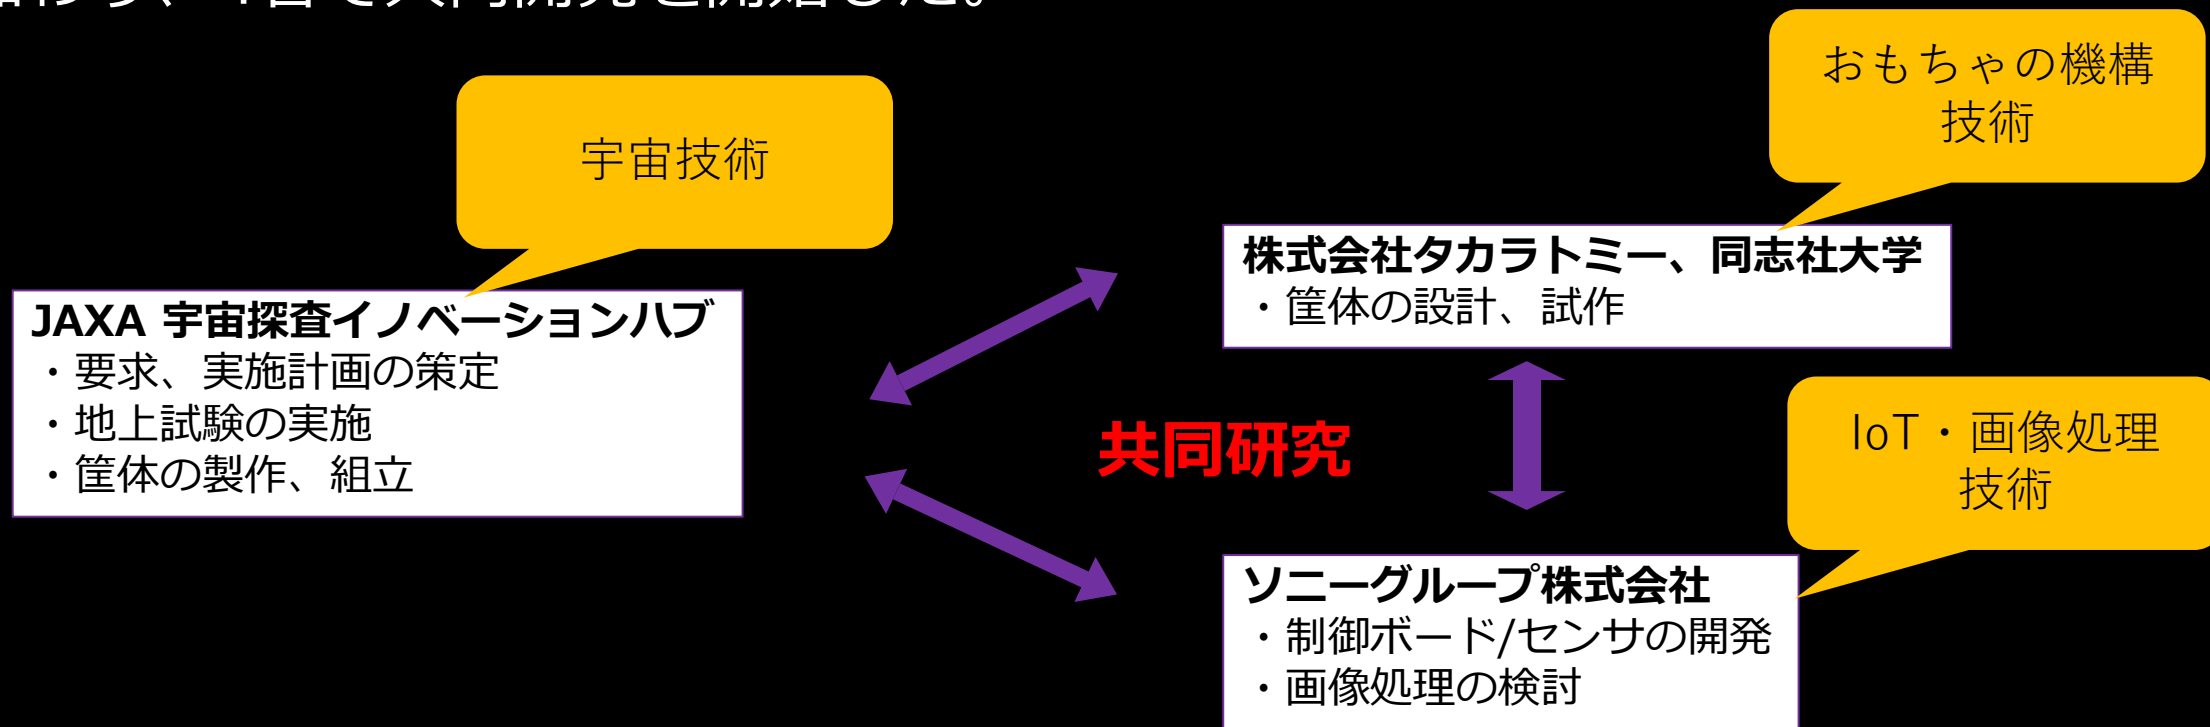 宇宙技術
おもちゃの機構
技術
JAXA 宇宙探査イノベーションハブ
・要求、実施計画の策定
・地上試験の実施
・筐体の製作、組立
株式会社タカラトミー、同志社大学
・筐体の設計、試作
共同研究
IoT・画像処理
技術
ソニーグループ株式会社
・制御ボード/センサの開発
・画像処理の検討